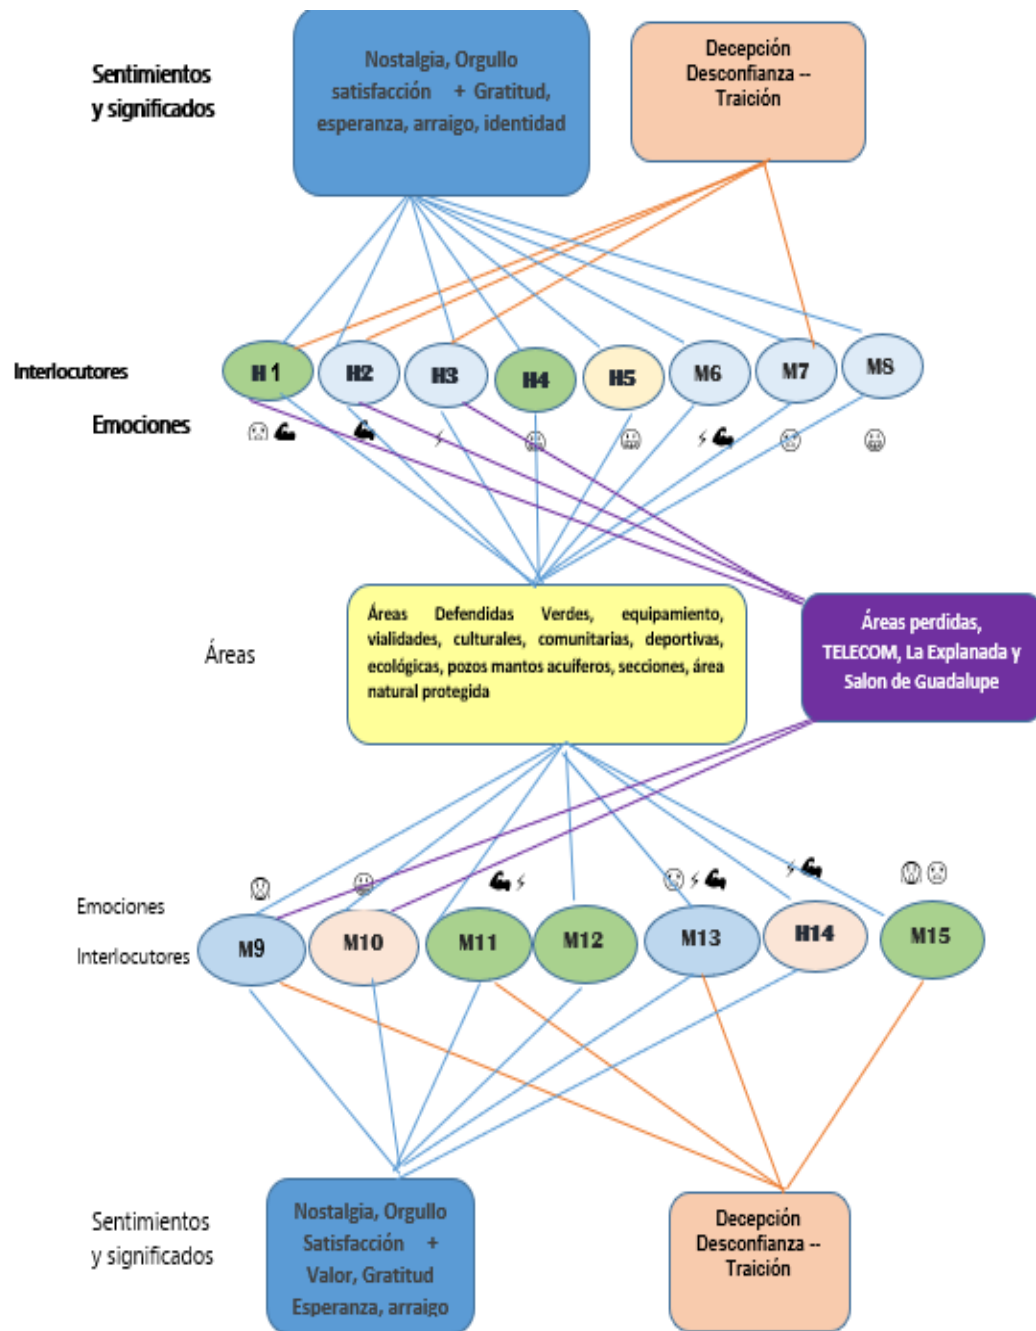 Sentimientos
y significados
Nostalgia, Orgullo
satisfacción + Gratitud,
esperanza, arraigo, identidad
Decepción
Desconfianza --
Traición
Interlocutores
H 1
H2
H3
H4
H5
M6
M7
M8
Emociones
Áreas
Áreas Defendidas Verdes, equipamiento,
vialidades, culturales, comunitarias, deportivas,
ecológicas, pozos mantos acuíferos, secciones, área
natural protegida
Áreas perdidas,
TELECOM, La Explanada y
Salon de Guadalupe
Emociones
Interlocutores
M9
M10
M11
M12
M13
H14
M15
Sentimientos
y significados
Nostalgia, Orgullo
Satisfacción +
Valor, Gratitud
Esperanza, arraigo
Decepción
Desconfianza --
Traición